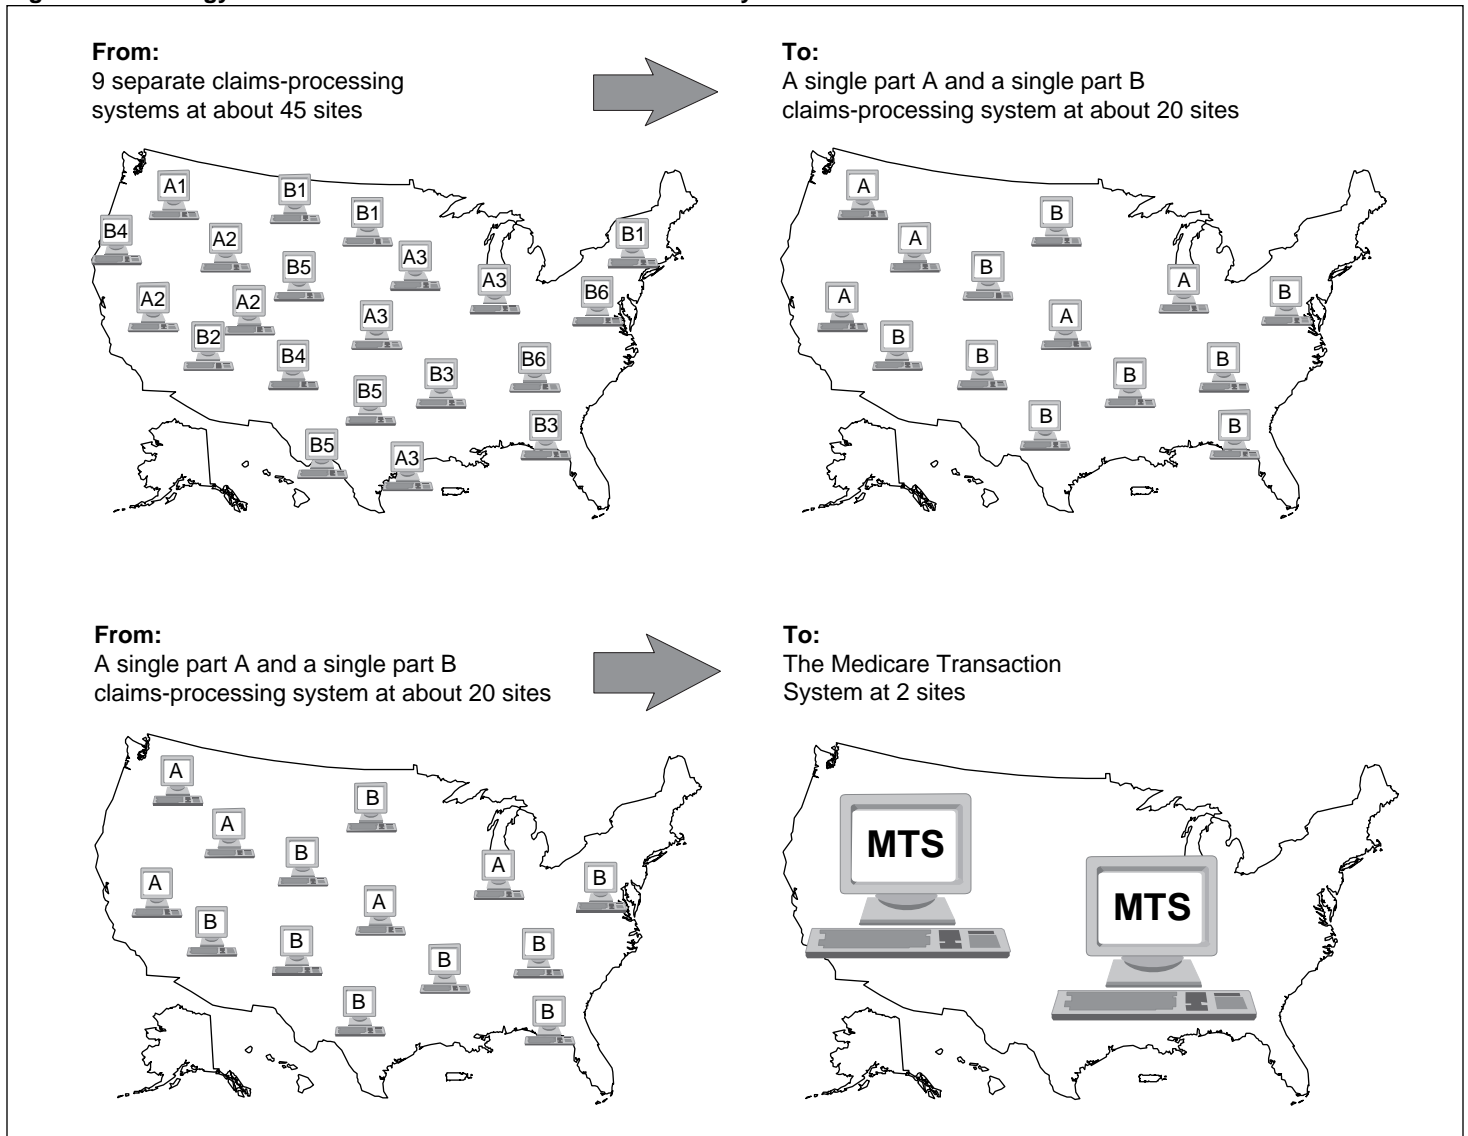 From:
9 separate claims-processing
systems at about 45 sites
To:
A single part A and a single part B
claims-processing system at about 20 sites
A1
B1
B1
B4
A2
B1
B5
A3
A3
A2
A2
B6
A3
B2
B4
B3
B6
B5
B3
B5
A3
A
B
A
B
A
A
B
A
B
B
B
B
B
B
From:
A single part A and a single part B
claims-processing system at about 20 sites
To:
The Medicare Transaction
System at 2 sites
A
B
A
B
A
A
B
A
B
B
B
B
B
B
MTS
MTS